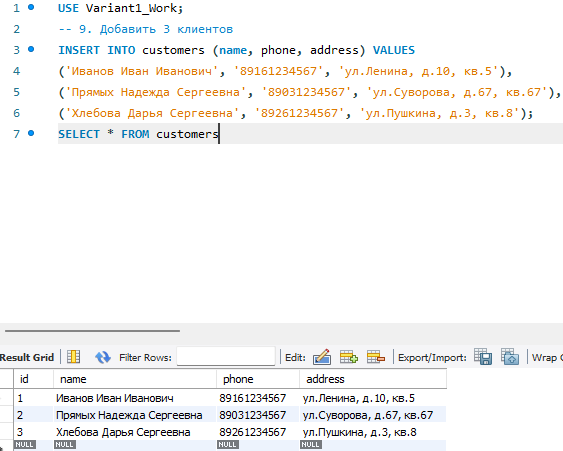 1 USE Variant1_Work;
2 -- 9. Добавить 3 клиентов
3 INSERT INTO customers (name, phone, address) VALUES
4 ('Иванов Иван Иванович', '89161234567', 'ул.Ленина, д.10, кв.5'),
5 ('Прямых Надежда Сергеевна', '89031234567', 'ул.Суворова, д.67, кв.67'),
6 ('Хлебова Дарья Сергеевна', '89261234567', 'ул.Пушкина, д.3, кв.8');
7 SELECT * FROM customers
Result Grid Filter Rows: Edit: Export/Import: Wrap C
id name phone address
1 Иванов Иван Иванович 89161234567 ул.Ленина, д.10, кв.5
2 Прямых Надежда Сергеевна 89031234567 ул.Суворова, д.67, кв.67
3 Хлебова Дарья Сергеевна 89261234567 ул.Пушкина, д.3, кв.8
NULL NULL NULL NULL